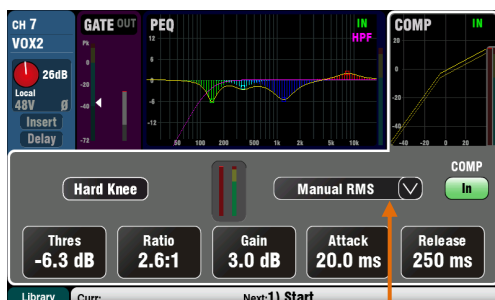 CH 7
VOX2
26dB
Local
48V Ø
Insert
Delay
GATE OUT
Pk
0
-20
-40
-72
PEQ
IN
HPF
12
6
0
-6
-12
50 100 200 500 1k 2k 5k 10k
COMP IN
20
0
-20
-40
-40 -20 0 20
COMP
Hard Knee
Manual RMS
In
Thres
-6.3 dB
Ratio
2.6:1
Gain
3.0 dB
Attack
20.0 ms
Release
250 ms
Library
Curr:
Next:1) Start